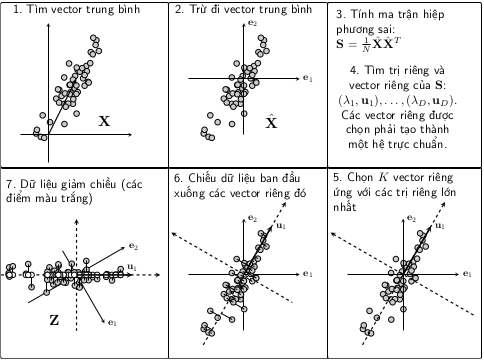 1. Tìm vector trung bình
X
2. Trừ đi vector trung bình
e₂
e₁
X̂
3. Tính ma trận hiệp
phương sai:
S = 1/N X̂X̂ᵀ
4. Tìm trị riêng và
vector riêng của S:
(λ₁, u₁), . . . , (λD, uD).
Các vector riêng được
chọn phải tạo thành
một hệ trực chuẩn.
7. Dữ liệu giảm chiều (các
điểm màu trắng)
e₂
u₁
e₁
Z
6. Chiếu dữ liệu ban đầu
xuống các vector riêng đó
e₂
u₁
e₁
5. Chọn K vector riêng
ứng với các trị riêng lớn
nhất
e₂
u₁
e₁